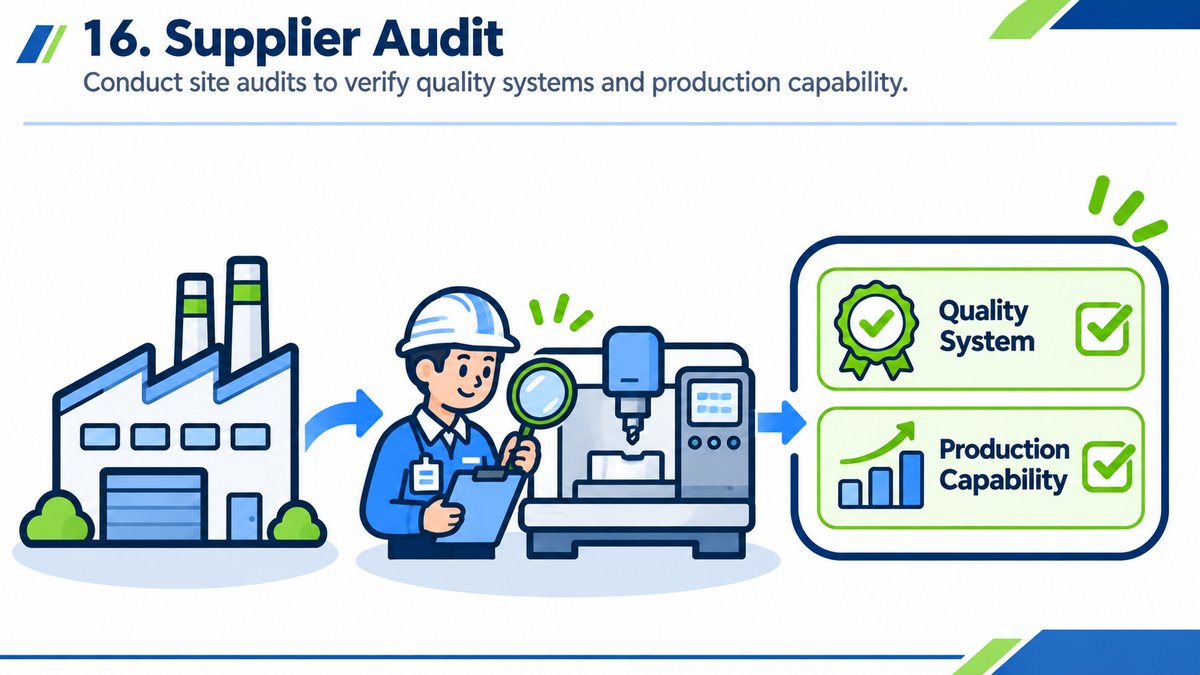 16. Supplier Audit
Conduct site audits to verify quality systems and production capability.
Quality
System
Production
Capability